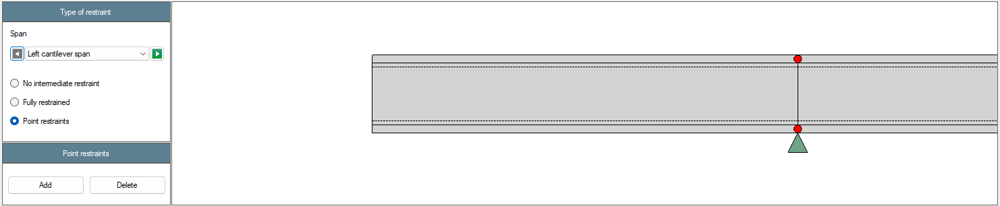 Type of restraint
Span
Left cantilever span
No intermediate restraint
Fully restrained
Point restraints
Point restraints
Add
Delete